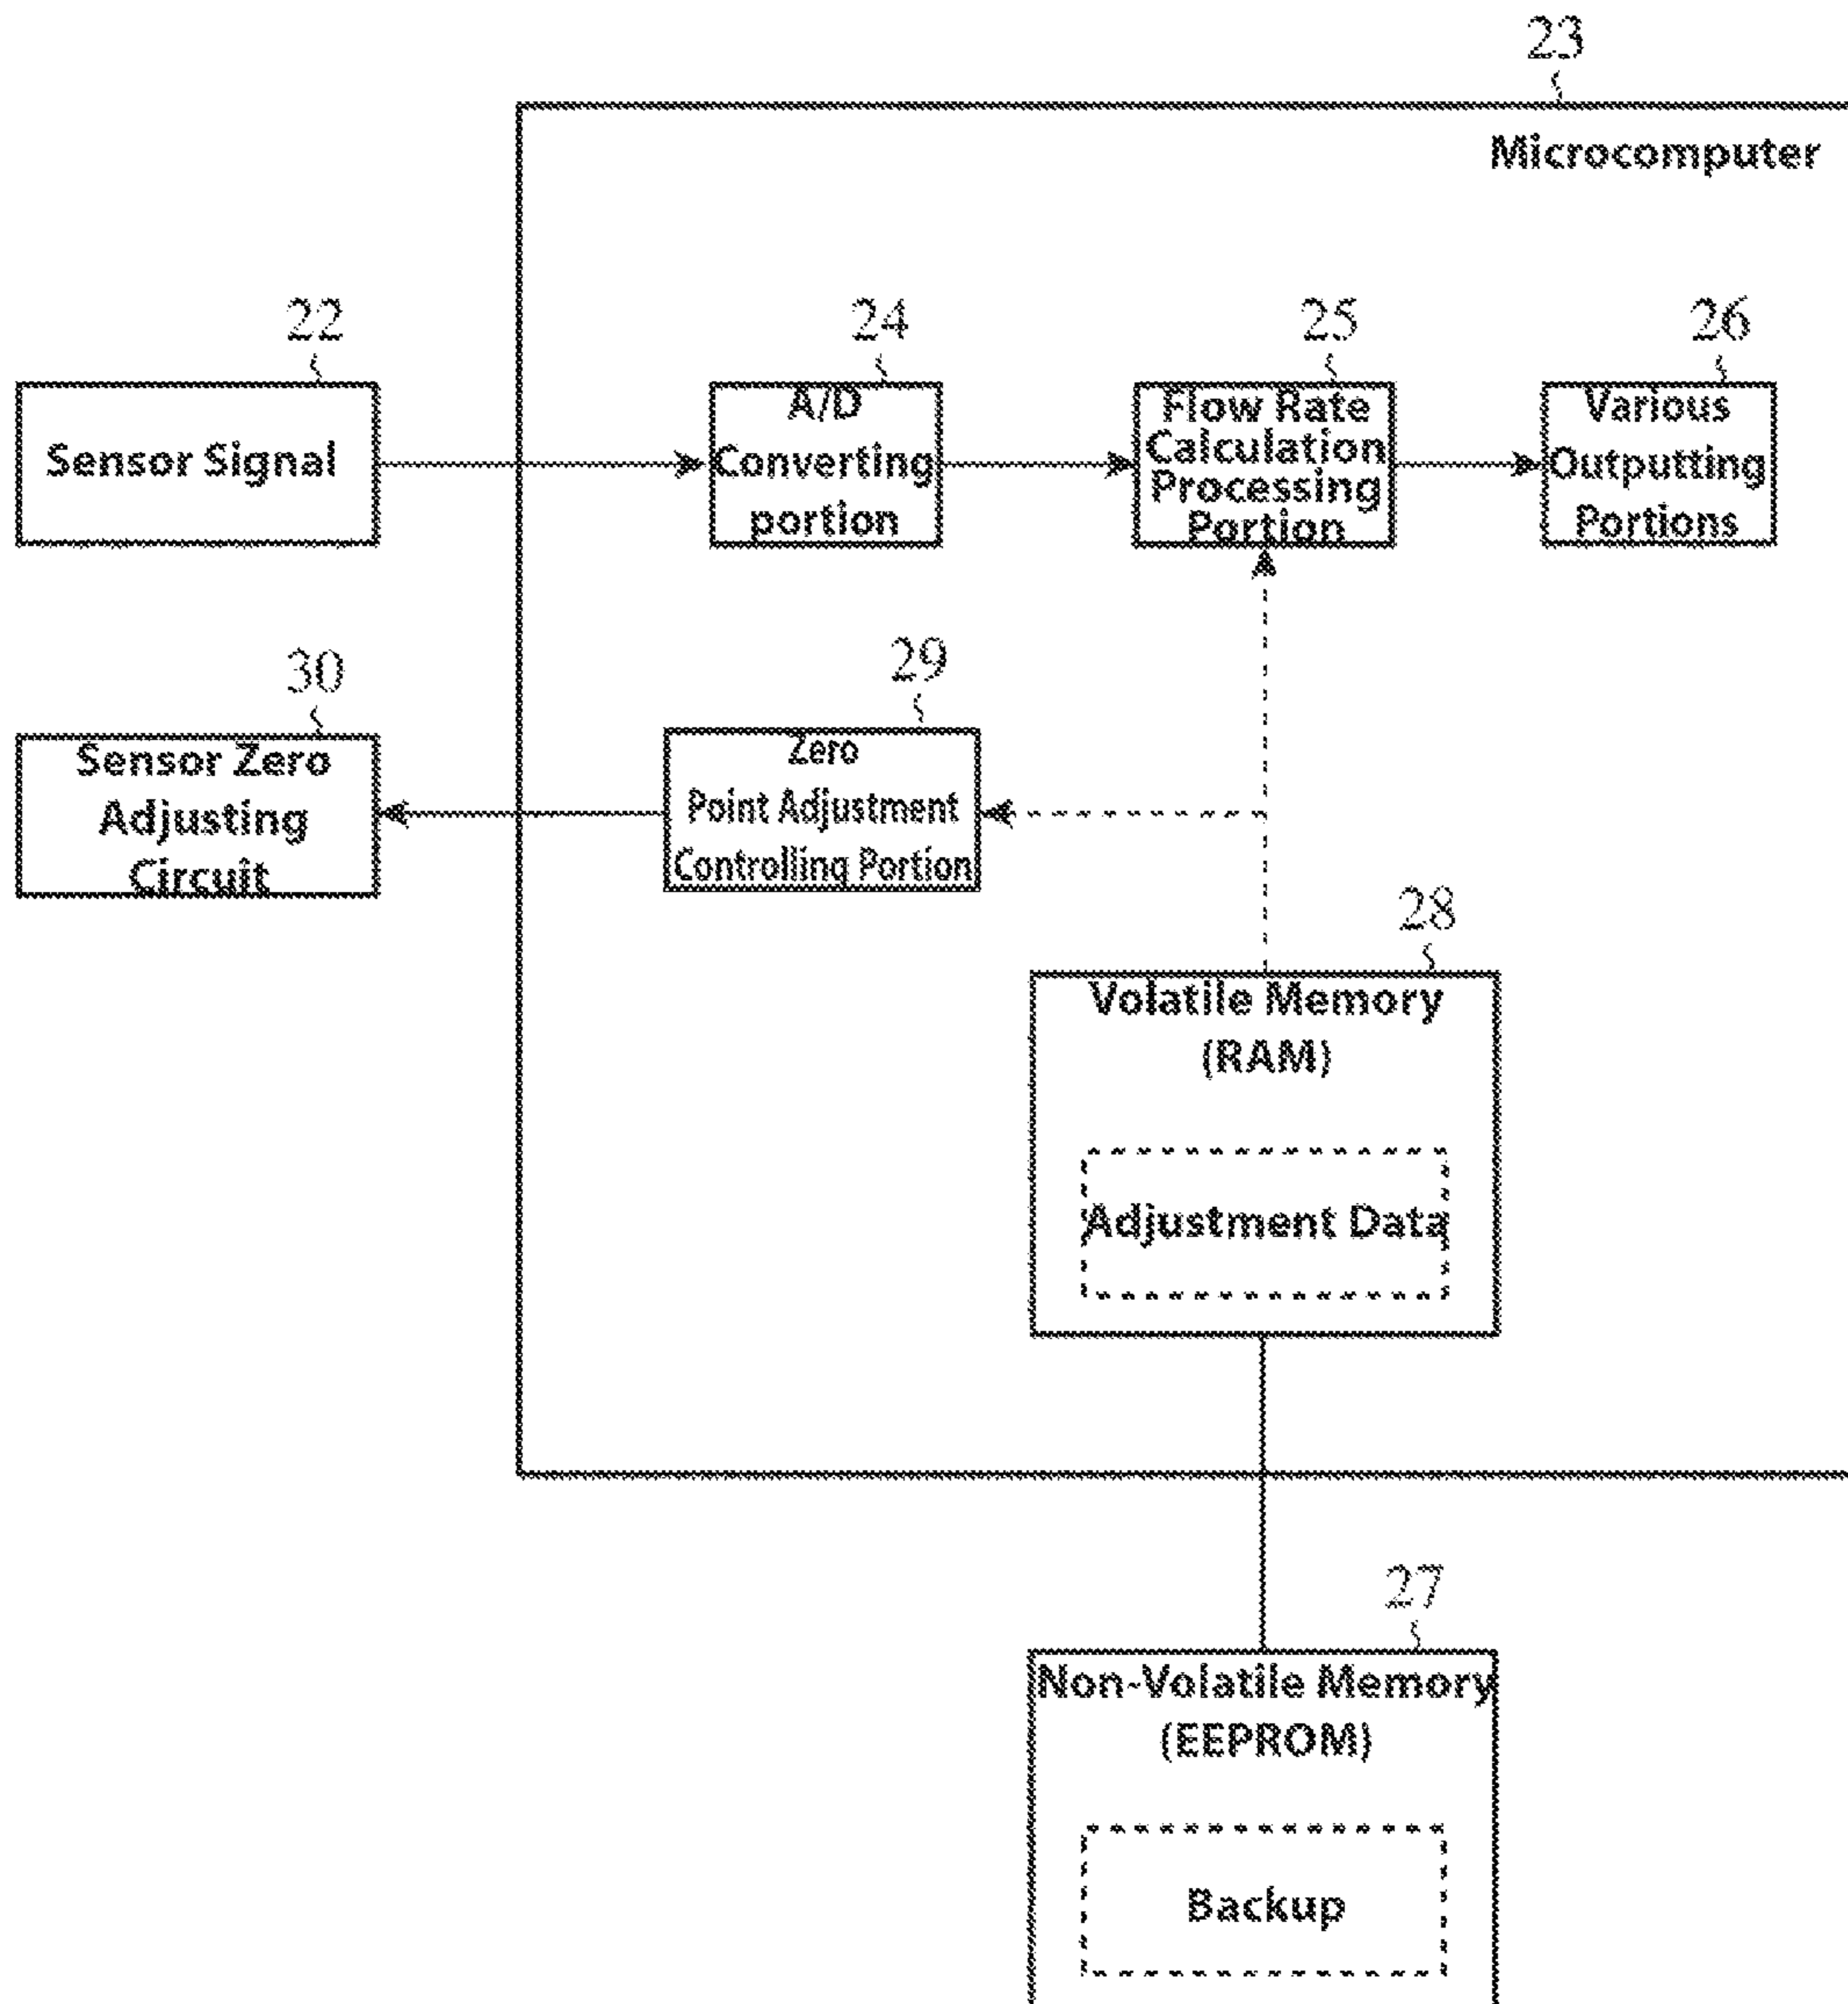 23
Microcomputer
22
24
25
26
Sensor Signal
A/D
Converting
portion
Flow Rate
Calculation
Processing
Portion
Various
Outputting
Portions
30
29
Sensor Zero
Adjusting
Circuit
Zero
Point Adjustment
Controlling Portion
28
Volatile Memory
(RAM)
Adjustment Data
27
Non-Volatile Memory
(EEPROM)
Backup